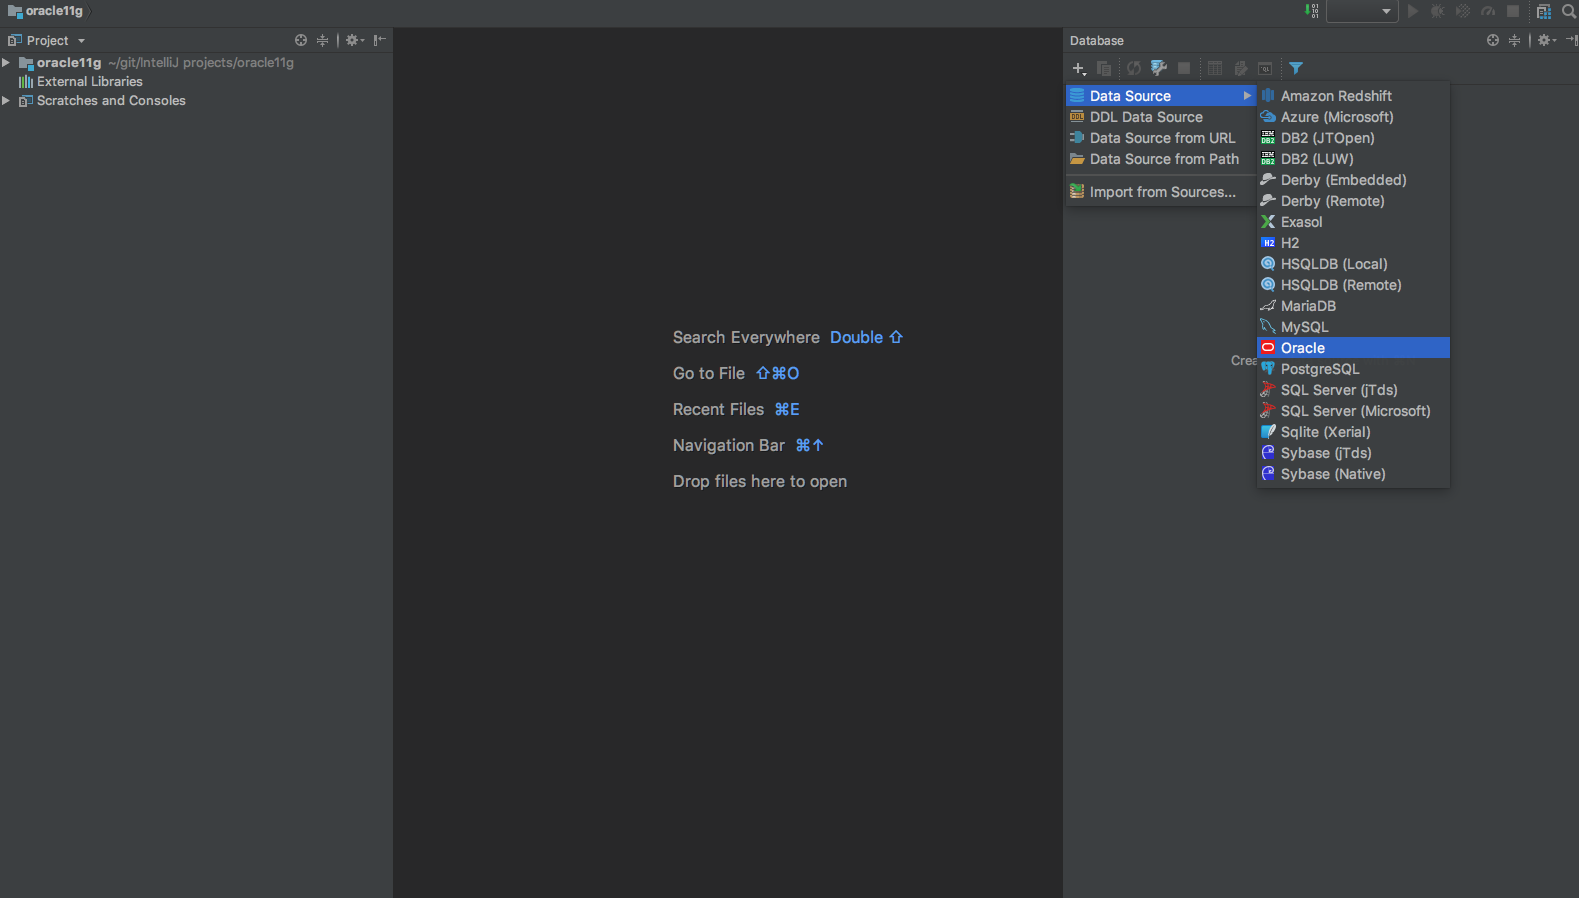 oracle11g
Project
oracle11g ~/git/IntelliJ projects/oracle11g
External Libraries
Scratches and Consoles
Search Everywhere Double ⇧
Go to File ⇧⌘O
Recent Files ⌘E
Navigation Bar ⌘↑
Drop files here to open
Database
Data Source
DDL Data Source
Data Source from URL
Data Source from Path
Import from Sources...
Crea
Amazon Redshift
Azure (Microsoft)
DB2 (JTOpen)
DB2 (LUW)
Derby (Embedded)
Derby (Remote)
Exasol
H2
HSQLDB (Local)
HSQLDB (Remote)
MariaDB
MySQL
Oracle
PostgreSQL
SQL Server (jTds)
SQL Server (Microsoft)
Sqlite (Xerial)
Sybase (jTds)
Sybase (Native)